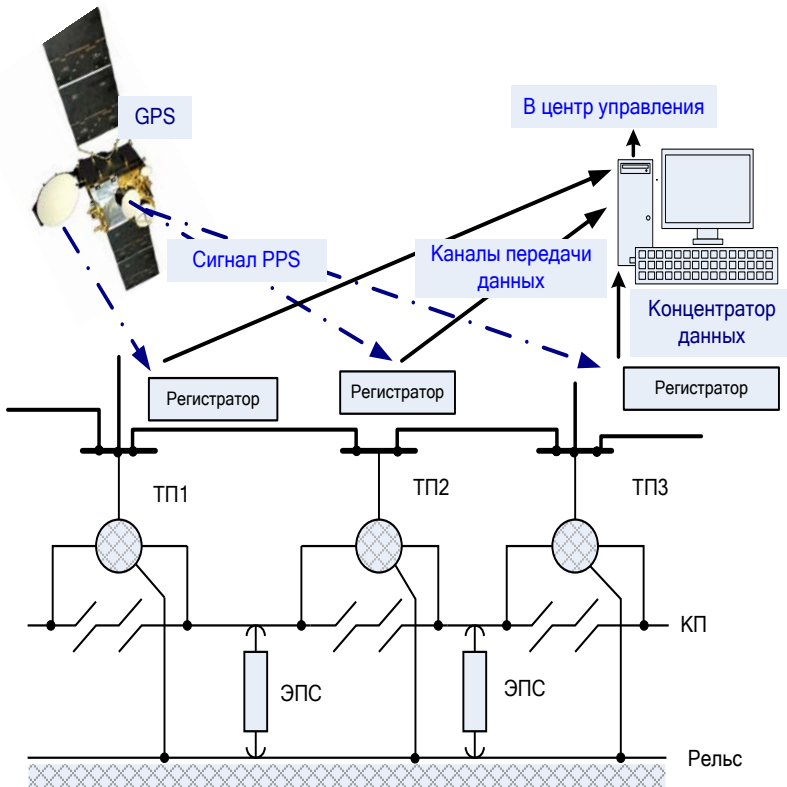 GPS
В центр управления
Сигнал PPS
Каналы передачи
данных
Концентратор
данных
Регистратор
Регистратор
Регистратор
ТП1
ТП2
ТП3
КП
ЭПС
ЭПС
Рельс